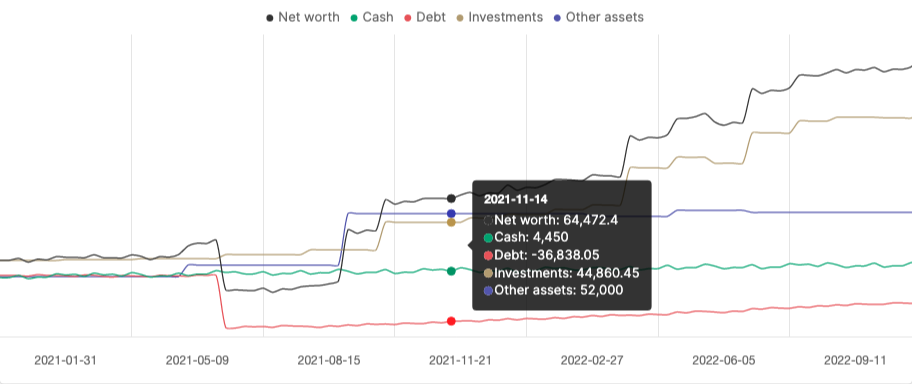 Net worth Cash Debt Investments Other assets
2021-11-14
Net worth: 64,472.4
Cash: 4,450
Debt: -36,838.05
Investments: 44,860.45
Other assets: 52,000
2021-01-31 2021-05-09 2021-08-15 2021-11-21 2022-02-27 2022-06-05 2022-09-11